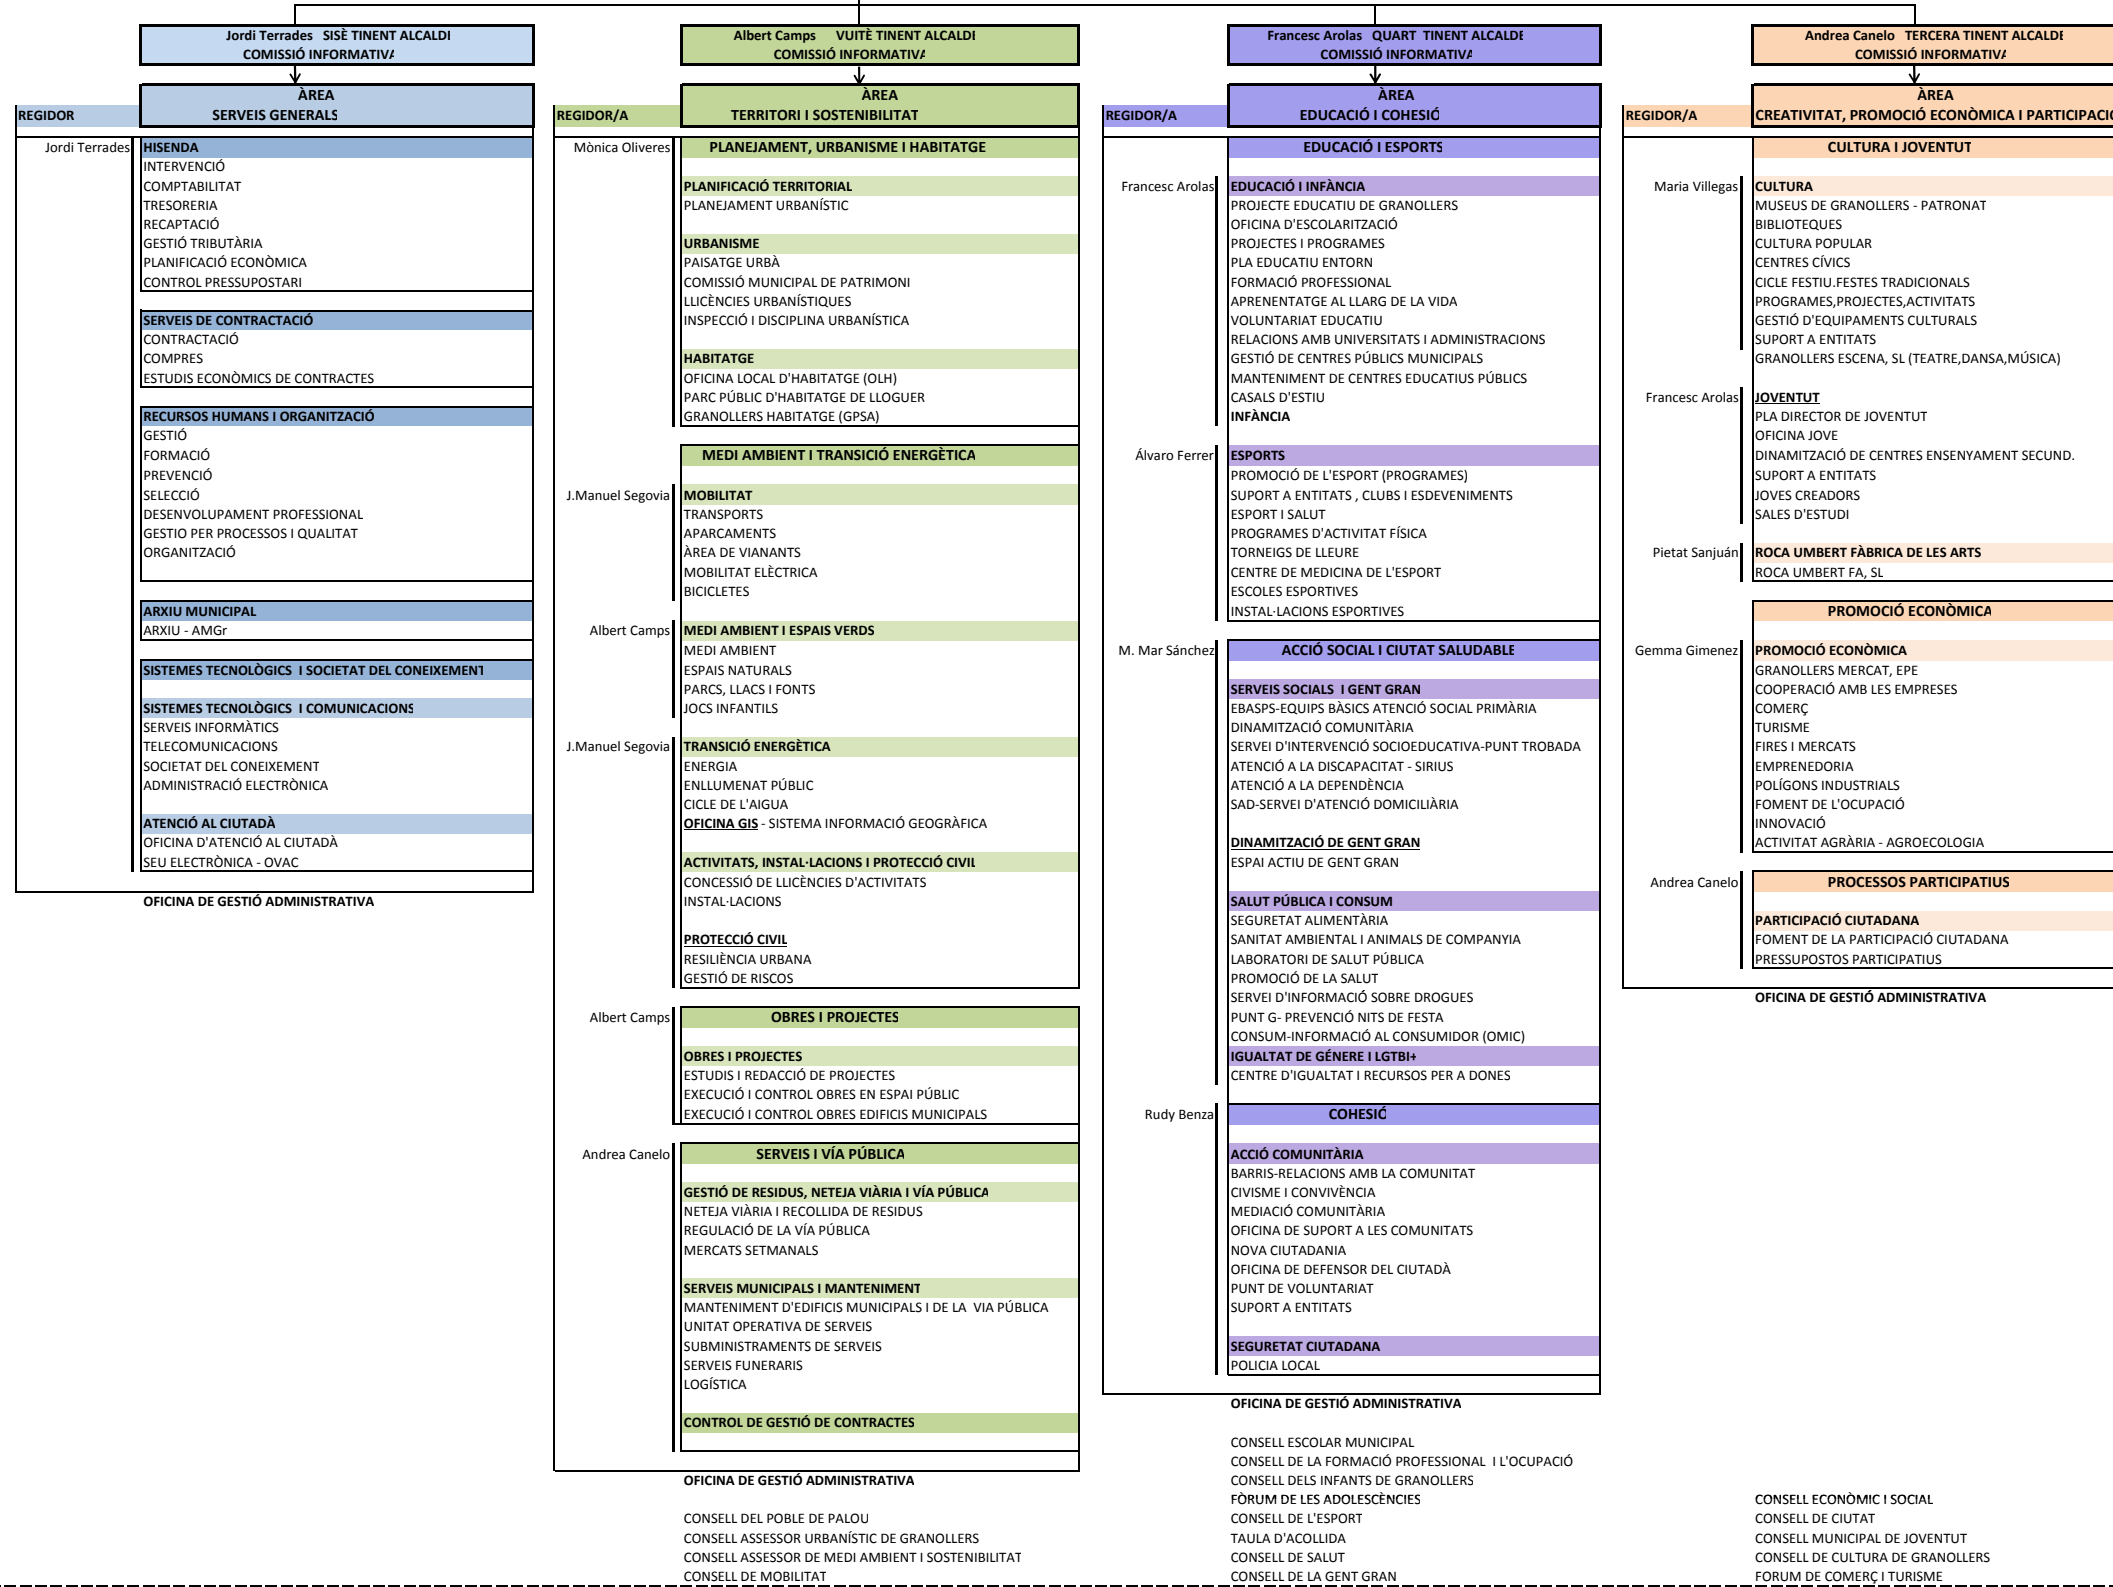 Jordi Terrades SISÈ TINENT ALCALDE
COMISSIÓ INFORMATIVA
ÀREA
REGIDOR
SERVEIS GENERALS
Jordi Terrades
HISENDA
INTERVENCIÓ
COMPTABILITAT
TRESORERIA
RECAPTACIÓ
GESTIÓ TRIBUTÀRIA
PLANIFICACIÓ ECONÒMICA
CONTROL PRESSUPOSTARI
SERVEIS DE CONTRACTACIÓ
CONTRACTACIÓ
COMPRES
ESTUDIS ECONÒMICS DE CONTRACTES
RECURSOS HUMANS I ORGANITZACIÓ
GESTIÓ
FORMACIÓ
PREVENCIÓ
SELECCIÓ
DESENVOLUPAMENT PROFESSIONAL
GESTIO PER PROCESSOS I QUALITAT
ORGANITZACIÓ
ARXIU MUNICIPAL
ARXIU - AMGr
SISTEMES TECNOLÒGICS I SOCIETAT DEL CONEIXEMENT
SISTEMES TECNOLÒGICS I COMUNICACIONS
SERVEIS INFORMÀTICS
TELECOMUNICACIONS
SOCIETAT DEL CONEIXEMENT
ADMINISTRACIÓ ELECTRÒNICA
ATENCIÓ AL CIUTADÀ
OFICINA D'ATENCIÓ AL CIUTADÀ
SEU ELECTRÒNICA - OVAC
OFICINA DE GESTIÓ ADMINISTRATIVA
Albert Camps VUITÈ TINENT ALCALDE
COMISSIÓ INFORMATIVA
ÀREA
REGIDOR/A
TERRITORI I SOSTENIBILITAT
Mònica Oliveres
PLANEJAMENT, URBANISME I HABITATGE
PLANIFICACIÓ TERRITORIAL
PLANEJAMENT URBANÍSTIC
URBANISME
PAISATGE URBÀ
COMISSIÓ MUNICIPAL DE PATRIMONI
LLICÈNCIES URBANÍSTIQUES
INSPECCIÓ I DISCIPLINA URBANÍSTICA
HABITATGE
OFICINA LOCAL D'HABITATGE (OLH)
PARC PÚBLIC D'HABITATGE DE LLOGUER
GRANOLLERS HABITATGE (GPSA)
MEDI AMBIENT I TRANSICIÓ ENERGÈTICA
J.Manuel Segovia
MOBILITAT
TRANSPORTS
APARCAMENTS
ÀREA DE VIANANTS
MOBILITAT ELÈCTRICA
BICICLETES
Albert Camps
MEDI AMBIENT I ESPAIS VERDS
MEDI AMBIENT
ESPAIS NATURALS
PARCS, LLACS I FONTS
JOCS INFANTILS
J.Manuel Segovia
TRANSICIÓ ENERGÈTICA
ENERGIA
ENLLUMENAT PÚBLIC
CICLE DE L'AIGUA
OFICINA GIS - SISTEMA INFORMACIÓ GEOGRÀFICA
ACTIVITATS, INSTAL·LACIONS I PROTECCIÓ CIVIL
CONCESSIÓ DE LLICÈNCIES D'ACTIVITATS
INSTAL·LACIONS
PROTECCIÓ CIVIL
RESILIÈNCIA URBANA
GESTIÓ DE RISCOS
Albert Camps
OBRES I PROJECTES
OBRES I PROJECTES
ESTUDIS I REDACCIÓ DE PROJECTES
EXECUCIÓ I CONTROL OBRES EN ESPAI PÚBLIC
EXECUCIÓ I CONTROL OBRES EDIFICIS MUNICIPALS
Andrea Canelo
SERVEIS I VÍA PÚBLICA
GESTIÓ DE RESIDUS, NETEJA VIÀRIA I VÍA PÚBLICA
NETEJA VIÀRIA I RECOLLIDA DE RESIDUS
REGULACIÓ DE LA VÍA PÚBLICA
MERCATS SETMANALS
SERVEIS MUNICIPALS I MANTENIMENT
MANTENIMENT D'EDIFICIS MUNICIPALS I DE LA VIA PÚBLICA
UNITAT OPERATIVA DE SERVEIS
SUBMINISTRAMENTS DE SERVEIS
SERVEIS FUNERARIS
LOGÍSTICA
CONTROL DE GESTIÓ DE CONTRACTES
OFICINA DE GESTIÓ ADMINISTRATIVA
CONSELL DEL POBLE DE PALOU
CONSELL ASSESSOR URBANÍSTIC DE GRANOLLERS
CONSELL ASSESSOR DE MEDI AMBIENT I SOSTENIBILITAT
CONSELL DE MOBILITAT
Francesc Arolas QUART TINENT ALCALDE
COMISSIÓ INFORMATIVA
ÀREA
REGIDOR/A
EDUCACIÓ I COHESIÓ
EDUCACIÓ I ESPORTS
Francesc Arolas
EDUCACIÓ I INFÀNCIA
PROJECTE EDUCATIU DE GRANOLLERS
OFICINA D'ESCOLARITZACIÓ
PROJECTES I PROGRAMES
PLA EDUCATIU ENTORN
FORMACIÓ PROFESSIONAL
APRENENTATGE AL LLARG DE LA VIDA
VOLUNTARIAT EDUCATIU
RELACIONS AMB UNIVERSITATS I ADMINISTRACIONS
GESTIÓ DE CENTRES PÚBLICS MUNICIPALS
MANTENIMENT DE CENTRES EDUCATIUS PÚBLICS
CASALS D'ESTIU
INFÀNCIA
Álvaro Ferrer
ESPORTS
PROMOCIÓ DE L'ESPORT (PROGRAMES)
SUPORT A ENTITATS , CLUBS I ESDEVENIMENTS
ESPORT I SALUT
PROGRAMES D'ACTIVITAT FÍSICA
TORNEIGS DE LLEURE
CENTRE DE MEDICINA DE L'ESPORT
ESCOLES ESPORTIVES
INSTAL·LACIONS ESPORTIVES
M. Mar Sánchez
ACCIÓ SOCIAL I CIUTAT SALUDABLE
SERVEIS SOCIALS I GENT GRAN
EBASPS-EQUIPS BÀSICS ATENCIÓ SOCIAL PRIMÀRIA
DINAMITZACIÓ COMUNITÀRIA
SERVEI D'INTERVENCIÓ SOCIOEDUCATIVA-PUNT TROBADA
ATENCIÓ A LA DISCAPACITAT - SIRIUS
ATENCIÓ A LA DEPENDÈNCIA
SAD-SERVEI D'ATENCIÓ DOMICILIÀRIA
DINAMITZACIÓ DE GENT GRAN
ESPAI ACTIU DE GENT GRAN
SALUT PÚBLICA I CONSUM
SEGURETAT ALIMENTÀRIA
SANITAT AMBIENTAL I ANIMALS DE COMPANYIA
LABORATORI DE SALUT PÚBLICA
PROMOCIÓ DE LA SALUT
SERVEI D'INFORMACIÓ SOBRE DROGUES
PUNT G- PREVENCIÓ NITS DE FESTA
CONSUM-INFORMACIÓ AL CONSUMIDOR (OMIC)
IGUALTAT DE GÉNERE I LGTBI+
CENTRE D'IGUALTAT I RECURSOS PER A DONES
Rudy Benza
COHESIÓ
ACCIÓ COMUNITÀRIA
BARRIS-RELACIONS AMB LA COMUNITAT
CIVISME I CONVIVÈNCIA
MEDIACIÓ COMUNITÀRIA
OFICINA DE SUPORT A LES COMUNITATS
NOVA CIUTADANIA
OFICINA DE DEFENSOR DEL CIUTADÀ
PUNT DE VOLUNTARIAT
SUPORT A ENTITATS
SEGURETAT CIUTADANA
POLICIA LOCAL
OFICINA DE GESTIÓ ADMINISTRATIVA
CONSELL ESCOLAR MUNICIPAL
CONSELL DE LA FORMACIÓ PROFESSIONAL I L'OCUPACIÓ
CONSELL DELS INFANTS DE GRANOLLERS
FÒRUM DE LES ADOLESCÈNCIES
CONSELL DE L'ESPORT
TAULA D'ACOLLIDA
CONSELL DE SALUT
CONSELL DE LA GENT GRAN
Andrea Canelo TERCERA TINENT ALCALDE
COMISSIÓ INFORMATIVA
ÀREA
REGIDOR/A
CREATIVITAT, PROMOCIÓ ECONÒMICA I PARTICIPACIÓ
CULTURA I JOVENTUT
Maria Villegas
CULTURA
MUSEUS DE GRANOLLERS - PATRONAT
BIBLIOTEQUES
CULTURA POPULAR
CENTRES CÍVICS
CICLE FESTIU.FESTES TRADICIONALS
PROGRAMES,PROJECTES,ACTIVITATS
GESTIÓ D'EQUIPAMENTS CULTURALS
SUPORT A ENTITATS
GRANOLLERS ESCENA, SL (TEATRE,DANSA,MÚSICA)
Francesc Arolas
JOVENTUT
PLA DIRECTOR DE JOVENTUT
OFICINA JOVE
DINAMITZACIÓ DE CENTRES ENSENYAMENT SECUND.
SUPORT A ENTITATS
JOVES CREADORS
SALES D'ESTUDI
Pietat Sanjuán
ROCA UMBERT FÀBRICA DE LES ARTS
ROCA UMBERT FA, SL
PROMOCIÓ ECONÒMICA
Gemma Gimenez
PROMOCIÓ ECONÒMICA
GRANOLLERS MERCAT, EPE
COOPERACIÓ AMB LES EMPRESES
COMERÇ
TURISME
FIRES I MERCATS
EMPRENEDORIA
POLÍGONS INDUSTRIALS
FOMENT DE L'OCUPACIÓ
INNOVACIÓ
ACTIVITAT AGRÀRIA - AGROECOLOGIA
Andrea Canelo
PROCESSOS PARTICIPATIUS
PARTICIPACIÓ CIUTADANA
FOMENT DE LA PARTICIPACIÓ CIUTADANA
PRESSUPOSTOS PARTICIPATIUS
OFICINA DE GESTIÓ ADMINISTRATIVA
CONSELL ECONÒMIC I SOCIAL
CONSELL DE CIUTAT
CONSELL MUNICIPAL DE JOVENTUT
CONSELL DE CULTURA DE GRANOLLERS
FORUM DE COMERÇ I TURISME